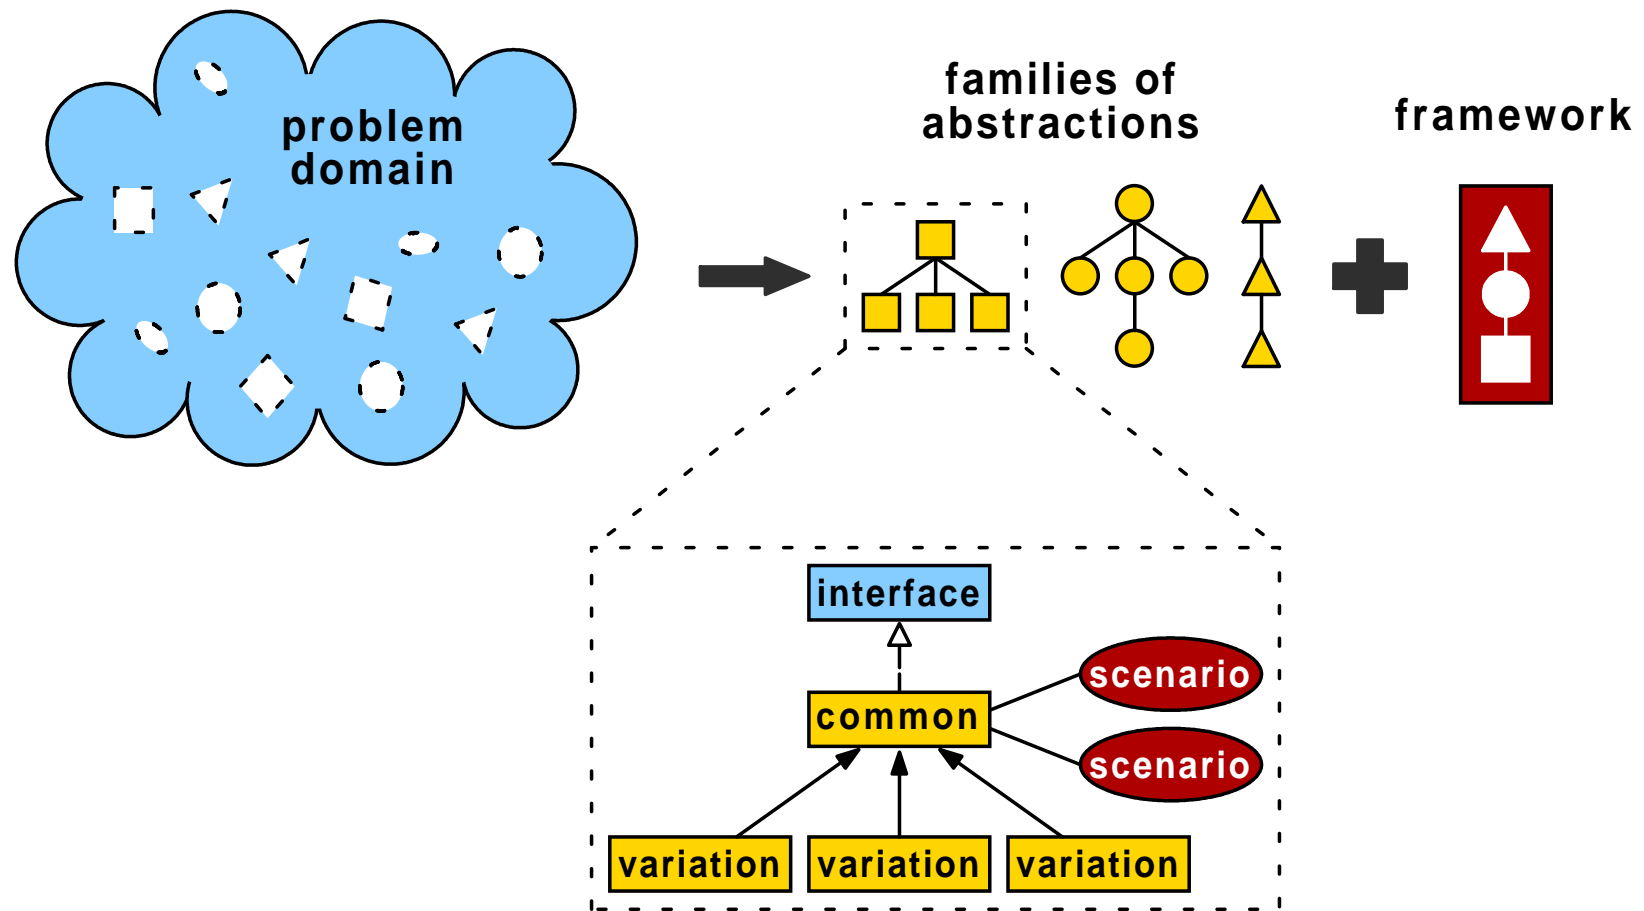 problem
domain
families of
abstractions
framework
interface
common
scenario
scenario
variation
variation
variation